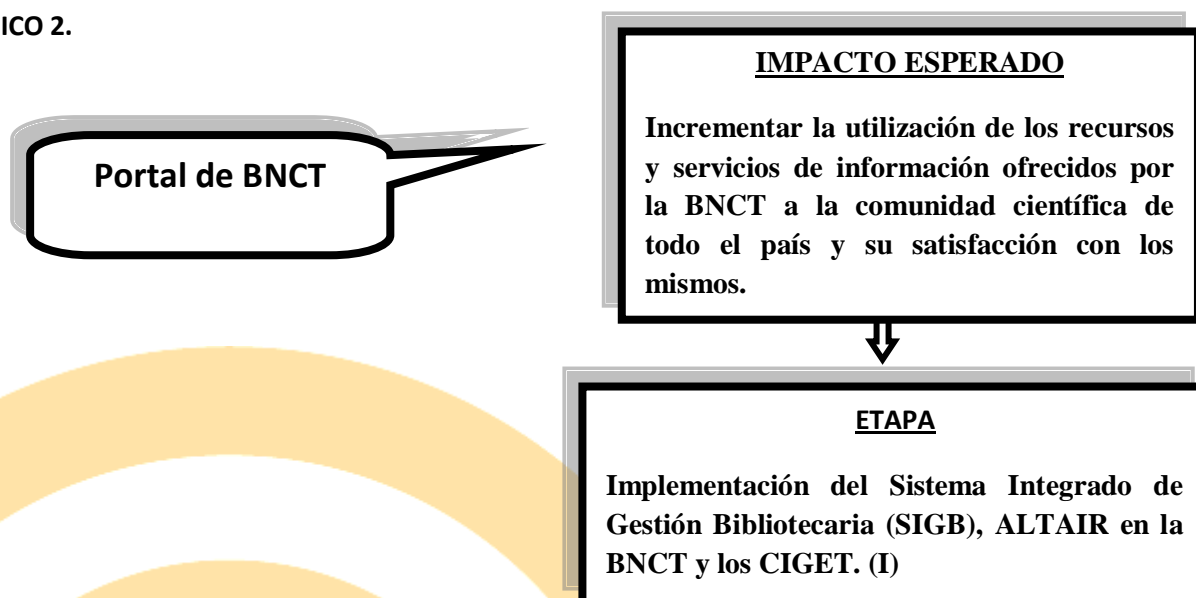 ICO 2.
Portal de BNCT
IMPACTO ESPERADO
Incrementar la utilización de los recursos
y servicios de información ofrecidos por
la BNCT a la comunidad científica de
todo el país y su satisfacción con los
mismos.
ETAPA
Implementación del Sistema Integrado de
Gestión Bibliotecaria (SIGB), ALTAIR en la
BNCT y los CIGET. (I)